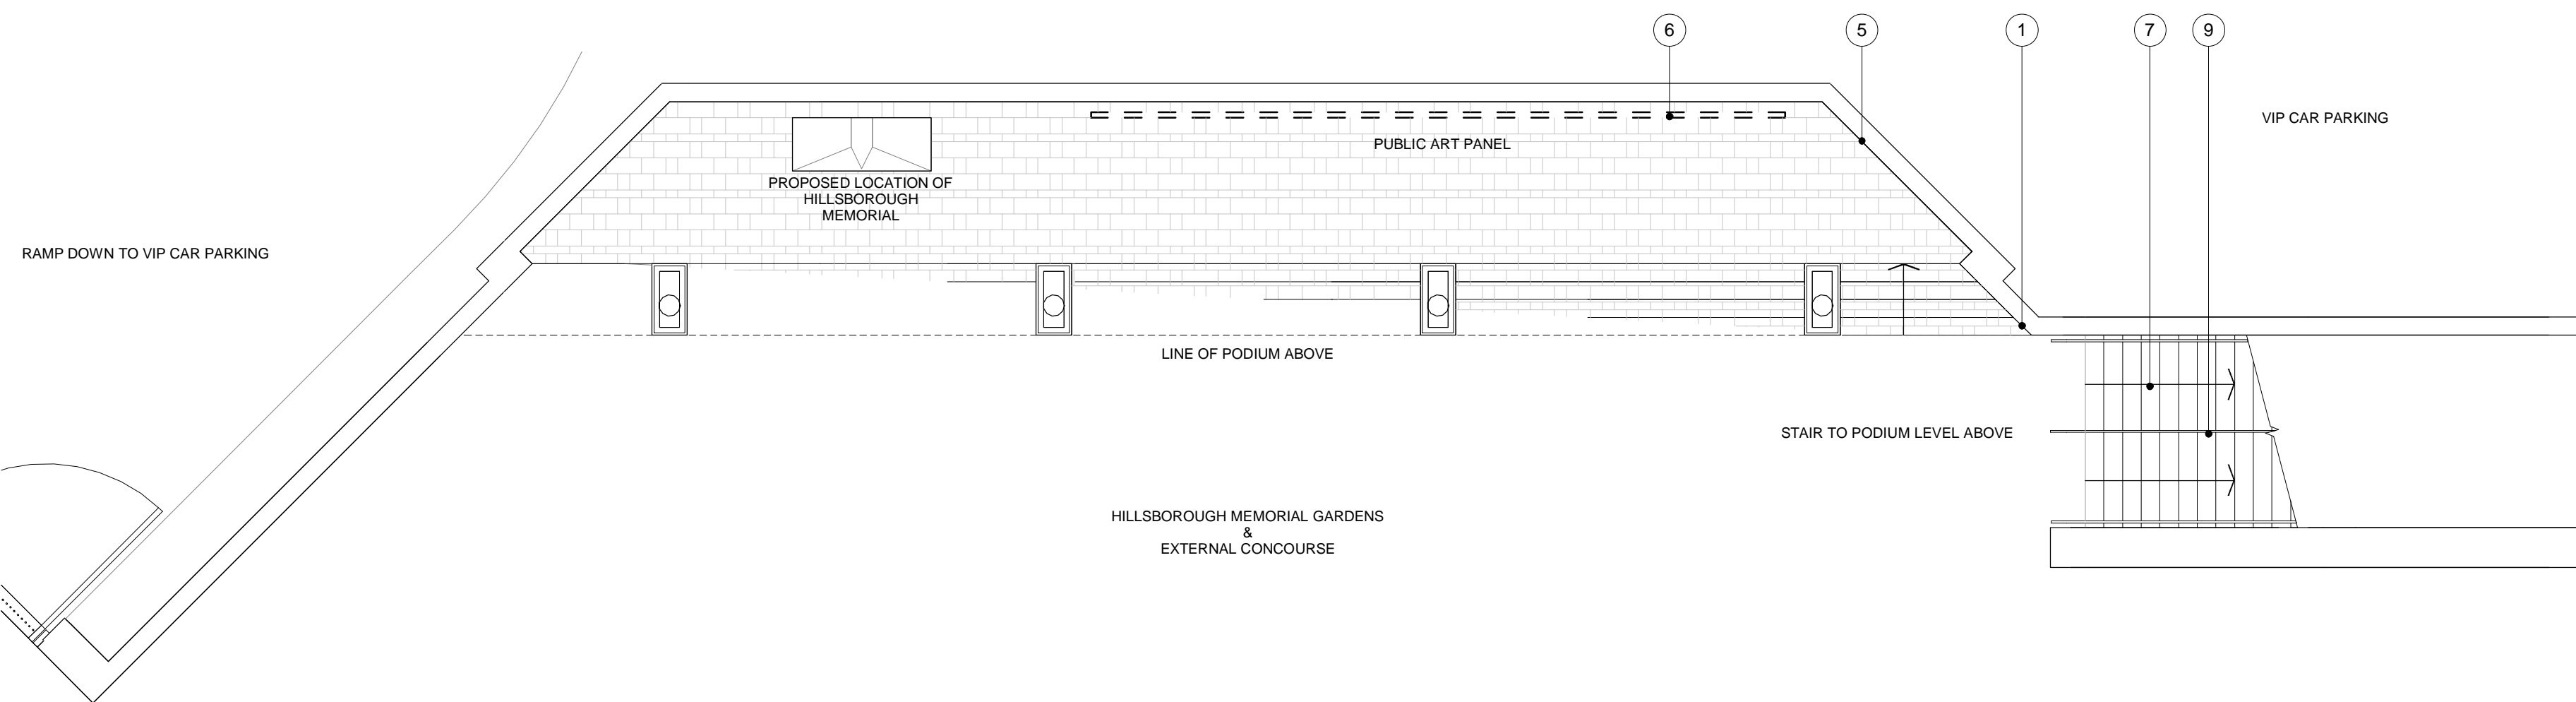 6
5
1
7
9
VIP CAR PARKING
PUBLIC ART PANEL
PROPOSED LOCATION OF
HILLSBOROUGH
MEMORIAL
RAMP DOWN TO VIP CAR PARKING
LINE OF PODIUM ABOVE
STAIR TO PODIUM LEVEL ABOVE
HILLSBOROUGH MEMORIAL GARDENS
&
EXTERNAL CONCOURSE